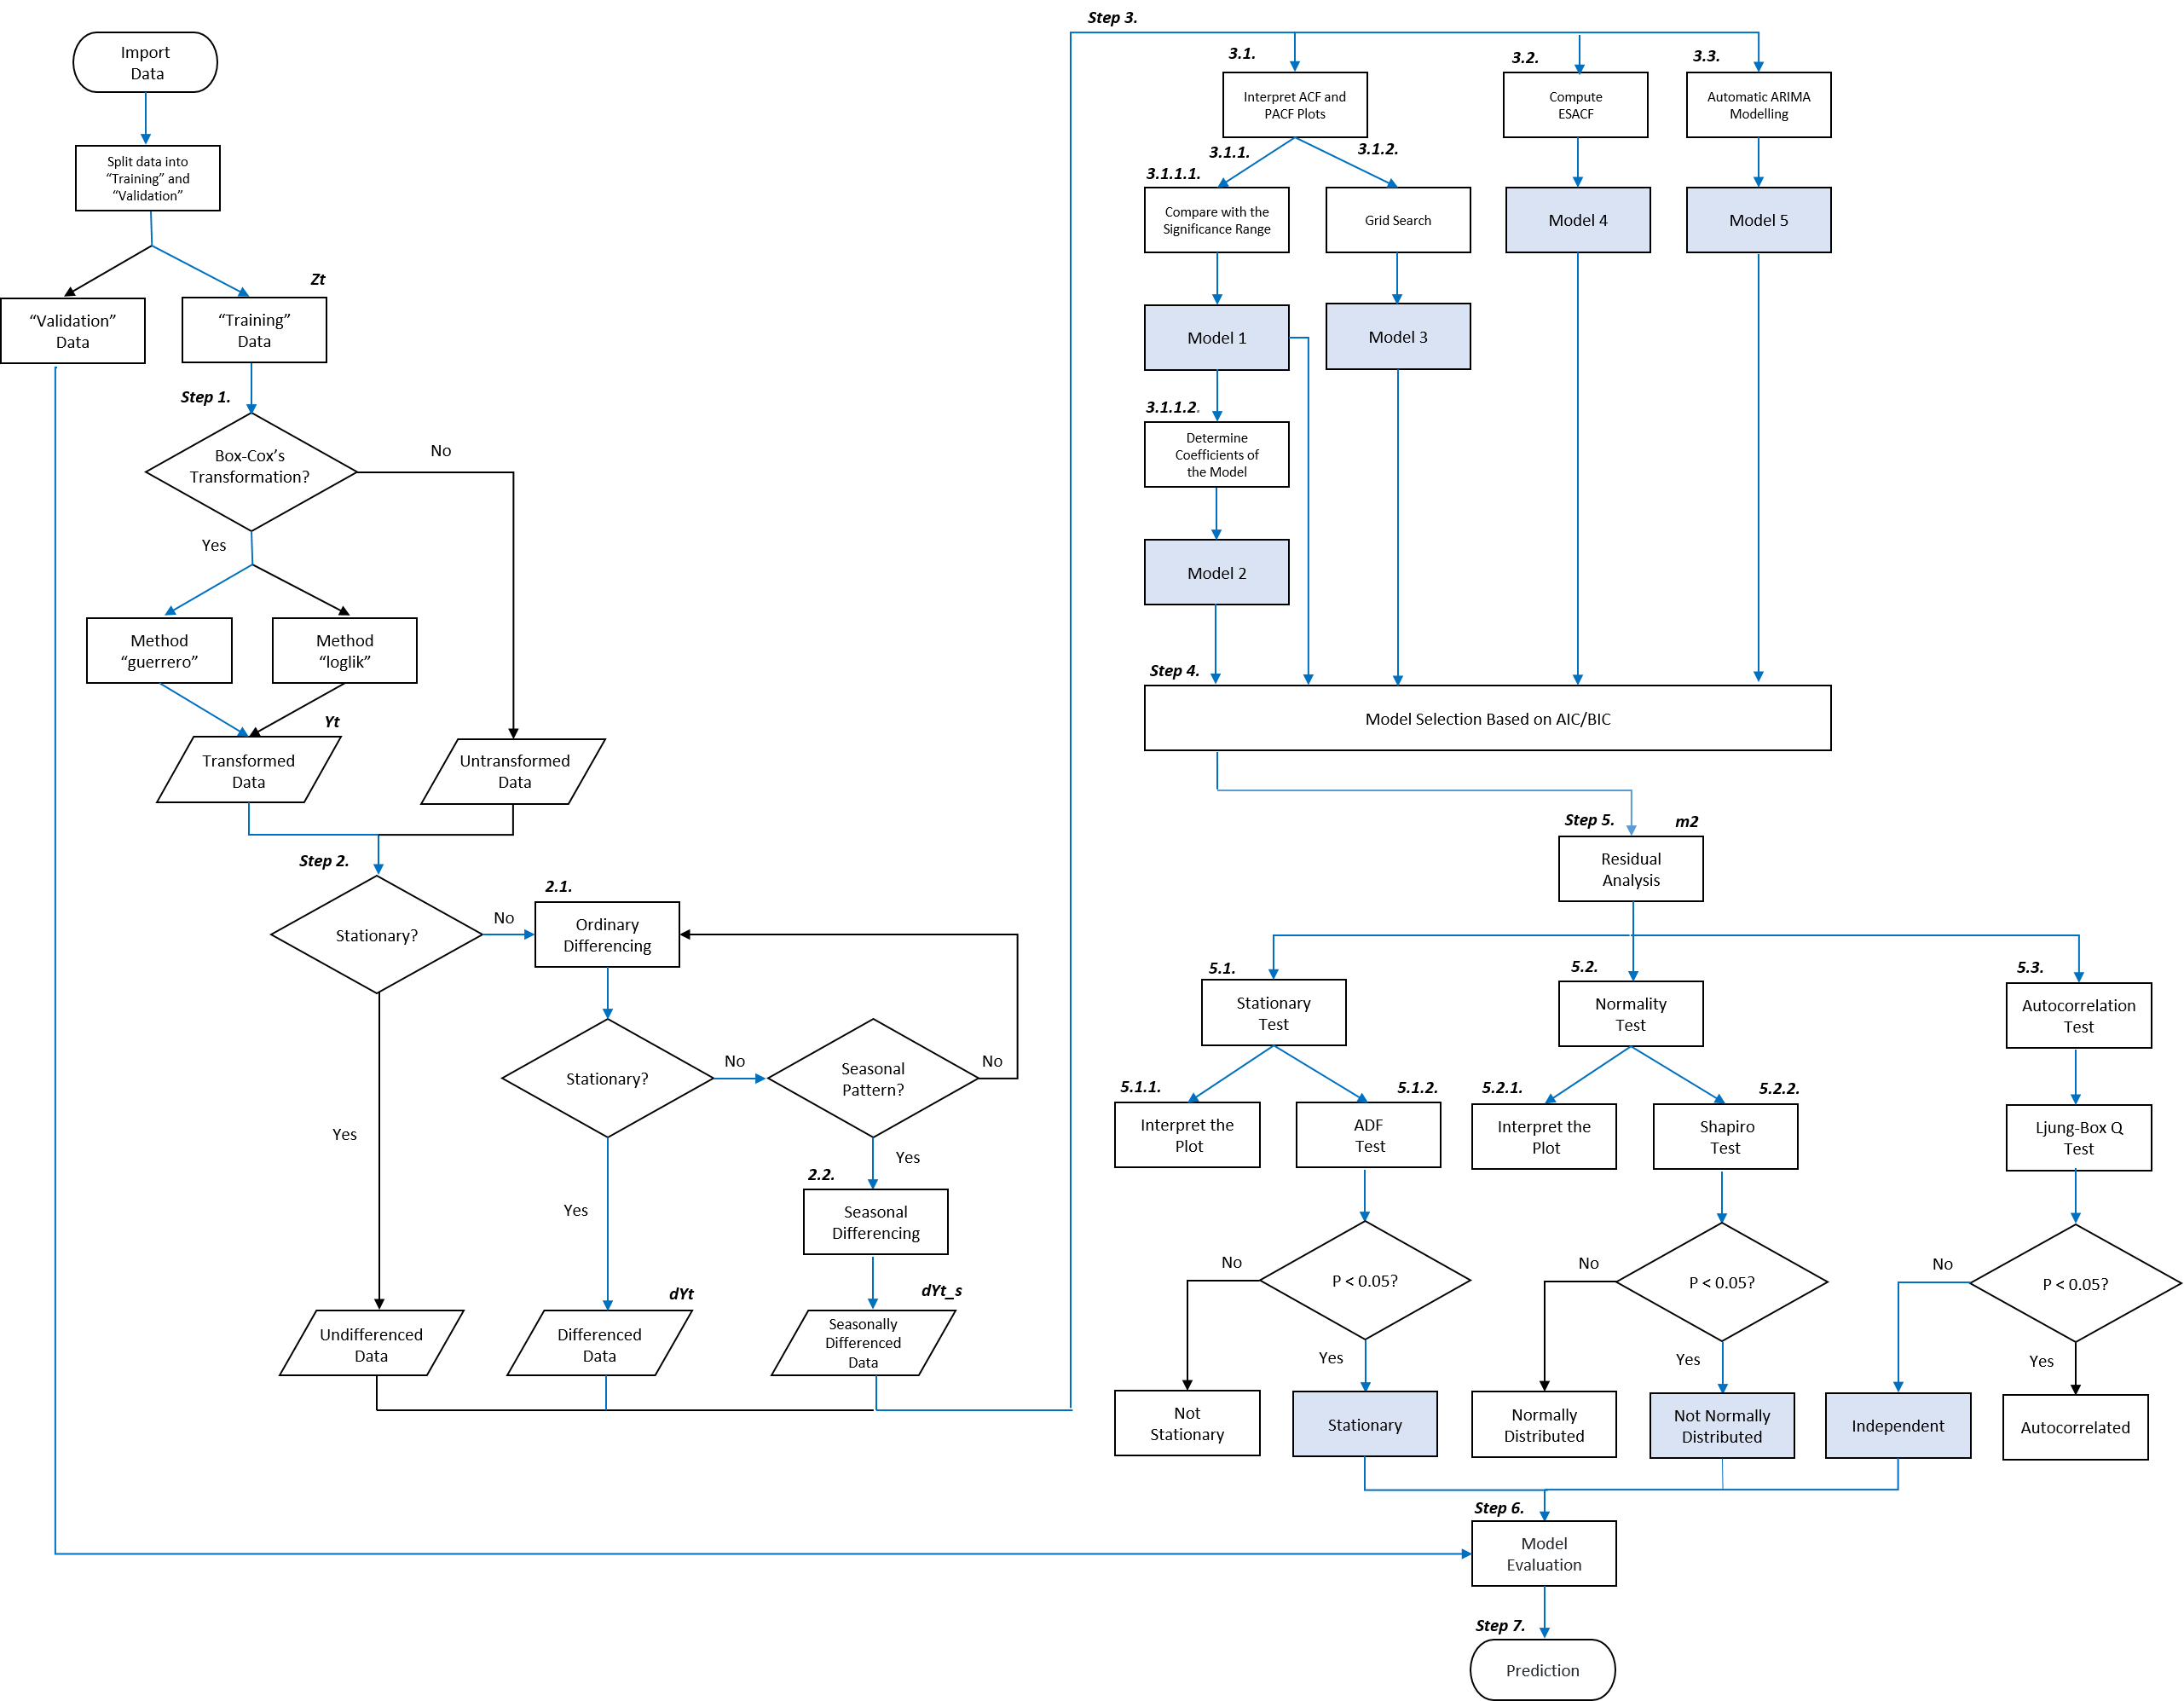 Import
Data
Split data into
“Training” and
“Validation”
Zt
“Validation”
Data
“Training”
Data
Step 1.
Box-Cox’s
Transformation?
No
Yes
Method
“guerrero”
Method
“loglik”
Yt
Transformed
Data
Untransformed
Data
Step 2.
Stationary?
No
2.1.
Ordinary
Differencing
Stationary?
No
Seasonal
Pattern?
No
Yes
Yes
Yes
2.2.
Seasonal
Differencing
dYt
dYt_s
Undifferenced
Data
Differenced
Data
Seasonally
Differenced
Data
Step 3.
3.1.
3.2.
3.3.
Interpret ACF and
PACF Plots
Compute
ESACF
Automatic ARIMA
Modelling
3.1.1.
3.1.2.
3.1.1.1.
Compare with the
Significance Range
Grid Search
Model 4
Model 5
Model 1
Model 3
3.1.1.2.
Determine
Coefficients of
the Model
Model 2
Step 4.
Model Selection Based on AIC/BIC
Step 5.
m2
Residual
Analysis
5.1.
5.2.
5.3.
Stationary
Test
Normality
Test
Autocorrelation
Test
5.1.1.
5.1.2.
5.2.1.
5.2.2.
Interpret the
Plot
ADF
Test
Interpret the
Plot
Shapiro
Test
Ljung-Box Q
Test
No
P < 0.05?
No
P < 0.05?
No
P < 0.05?
Yes
Yes
Yes
Not
Stationary
Stationary
Normally
Distributed
Not Normally
Distributed
Independent
Autocorrelated
Step 6.
Model
Evaluation
Step 7.
Prediction